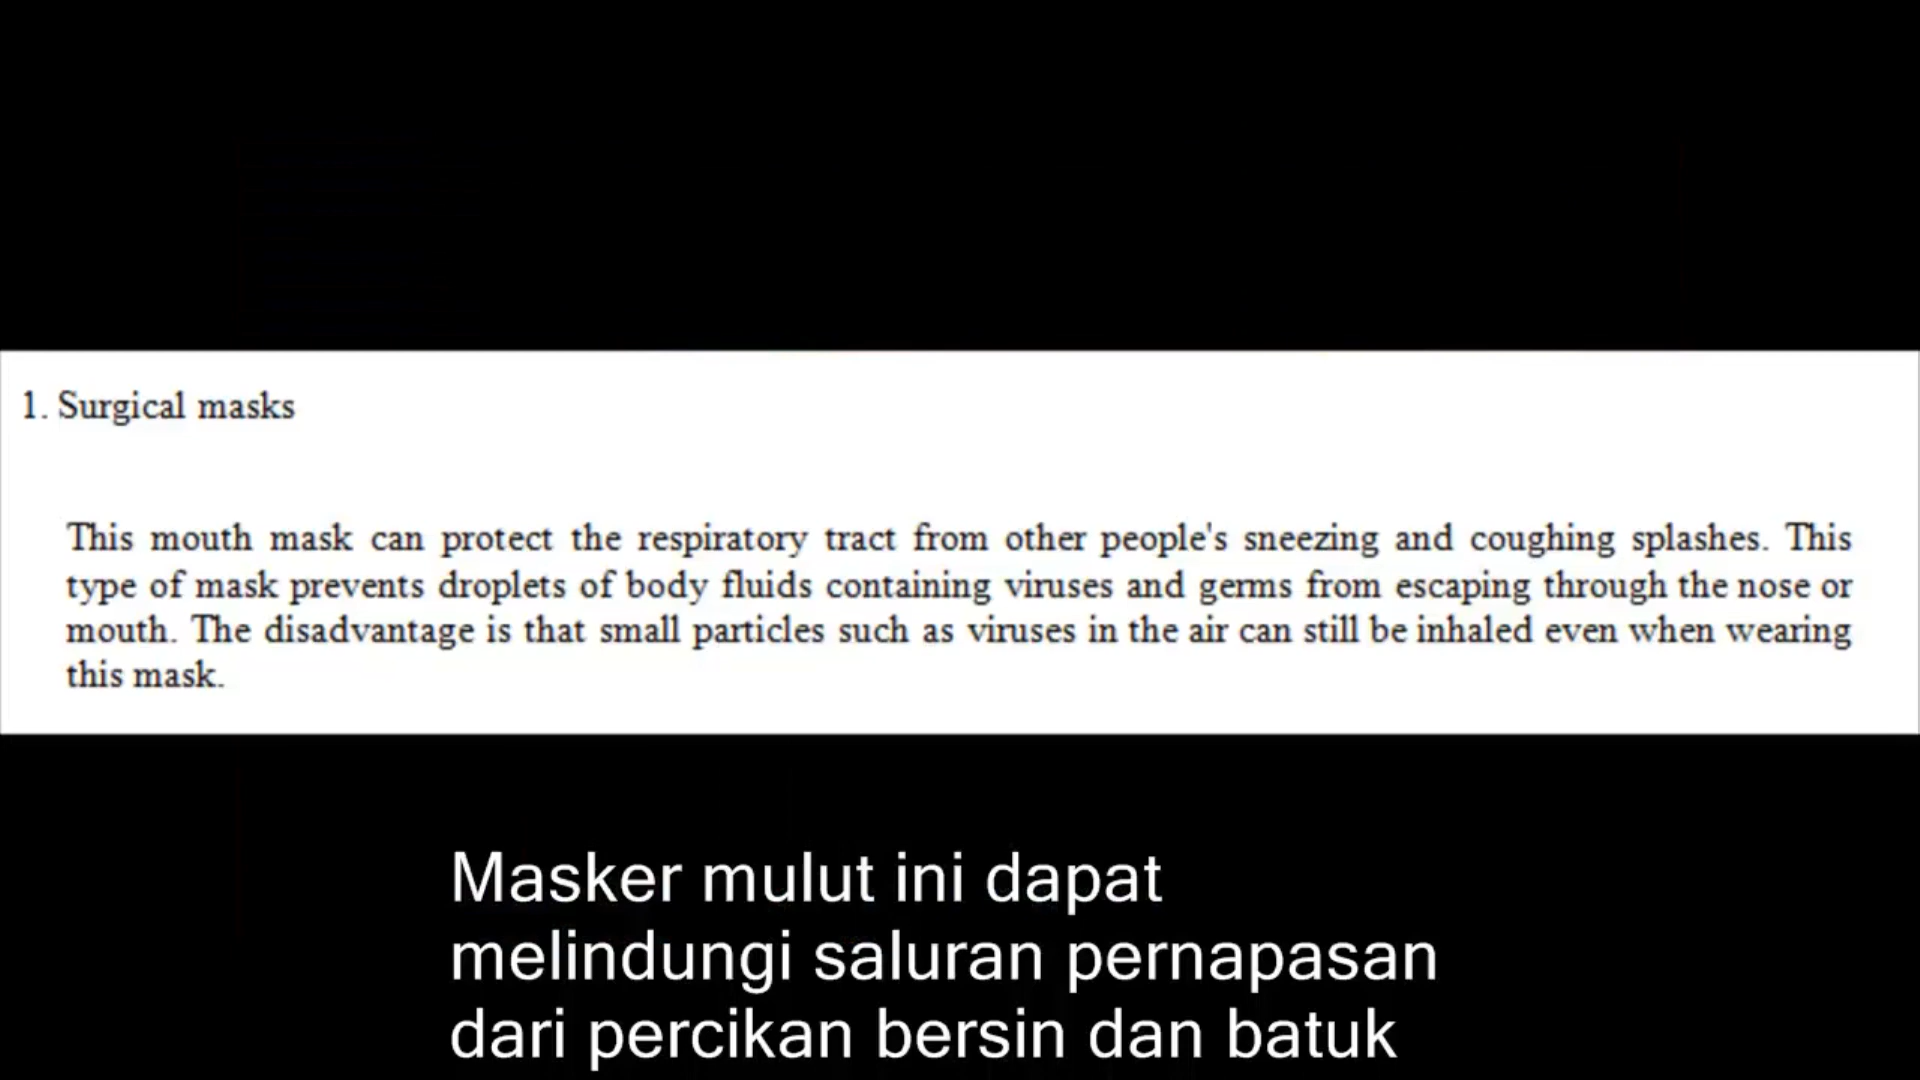 1. Surgical masks
This mouth mask can protect the respiratory tract from other people's sneezing and coughing splashes. This
type of mask prevents droplets of body fluids containing viruses and germs from escaping through the nose or
mouth. The disadvantage is that small particles such as viruses in the air can still be inhaled even when wearing
this mask.
Masker mulut ini dapat
melindungi saluran pernapasan
dari percikan bersin dan batuk